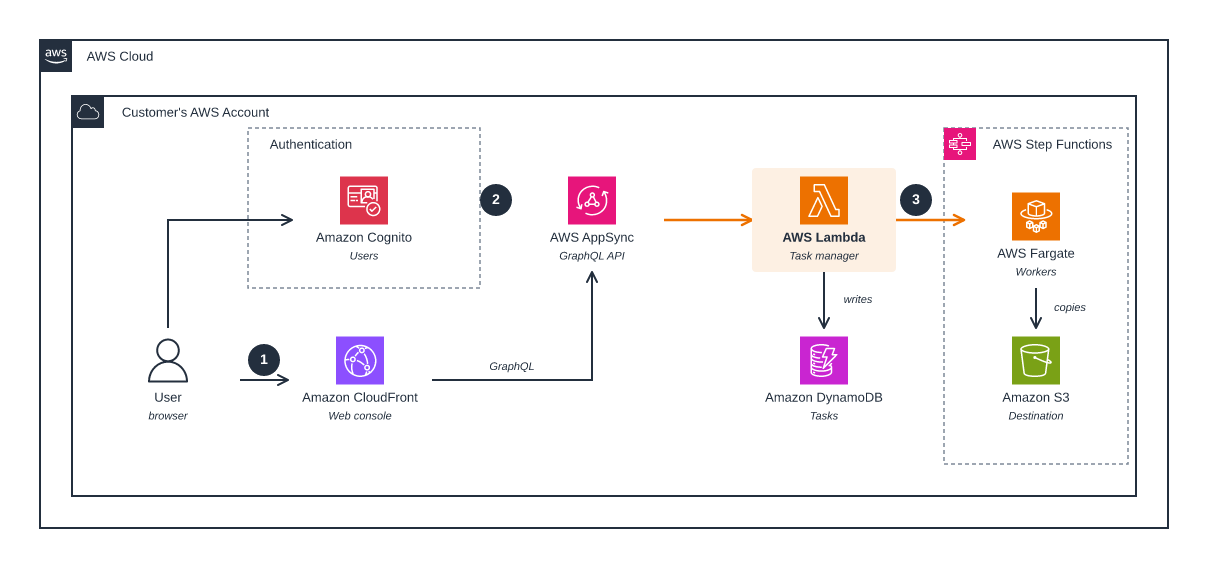 aws
AWS Cloud
Customer's AWS Account
Authentication
AWS Step Functions
2
3
Amazon Cognito
Users
AWS AppSync
GraphQL API
AWS Lambda
Task manager
AWS Fargate
Workers
writes
copies
1
GraphQL
User
browser
Amazon CloudFront
Web console
Amazon DynamoDB
Tasks
Amazon S3
Destination